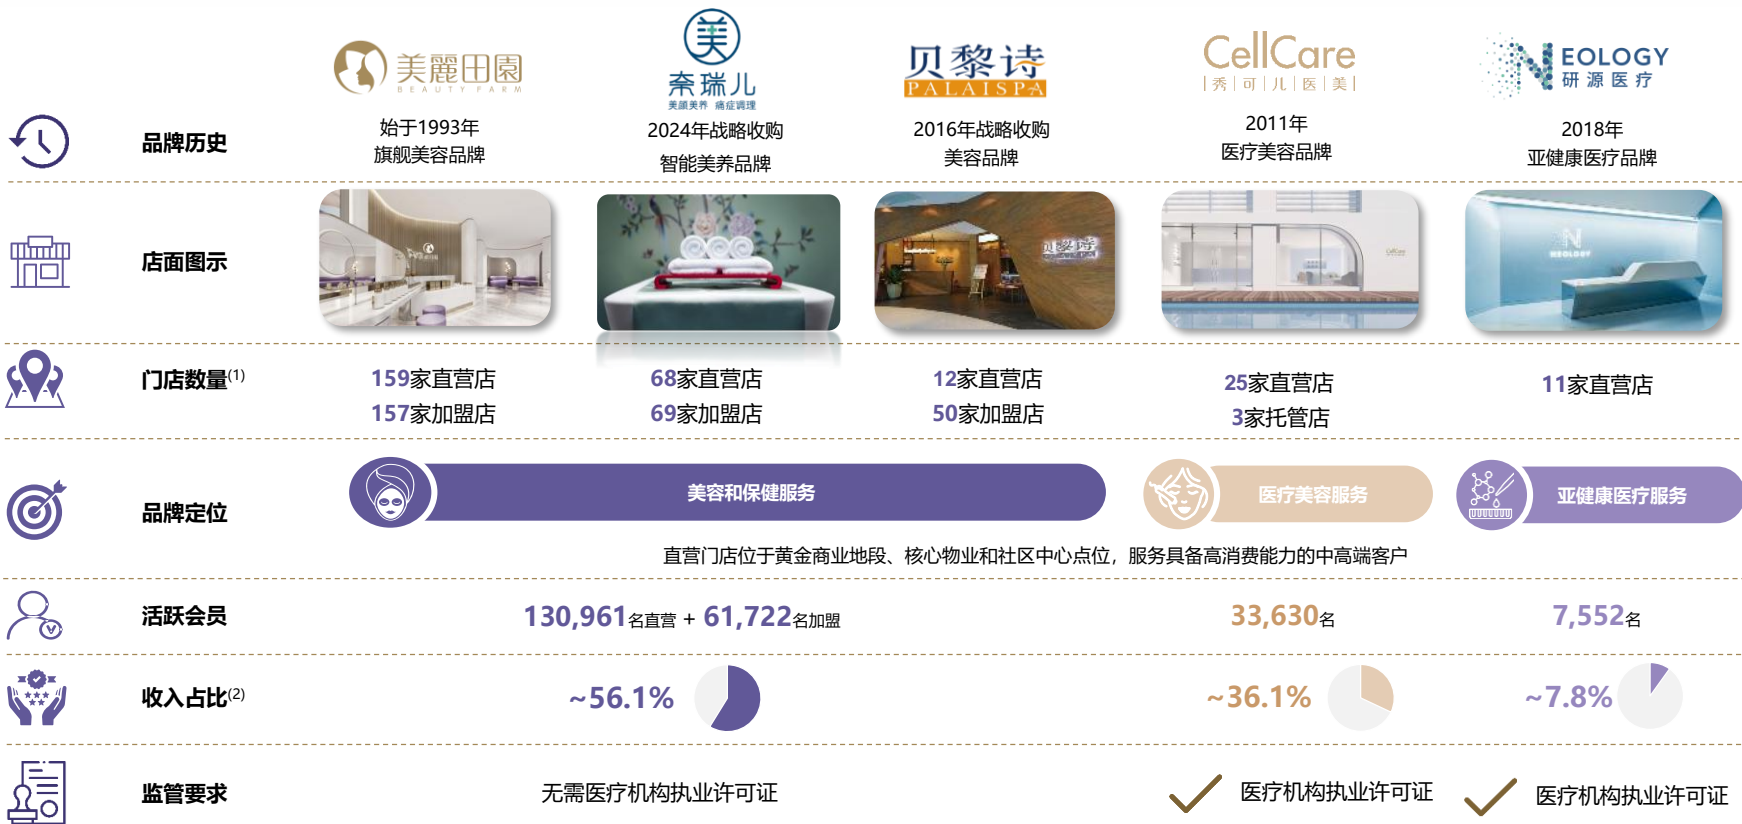 美麗田園
BEAUTY FARM
美
奈瑞儿
美颜美养 痛症调理
贝黎诗
PALAISPA
CellCare
秀|可|儿|医|美
NEOLOGY
研源医疗
品牌历史
始于1993年
旗舰美容品牌
2024年战略收购
智能美养品牌
2016年战略收购
美容品牌
2011年
医疗美容品牌
2018年
亚健康医疗品牌
店面图示
贝黎诗
CellCare
N
NEOLOGY
门店数量(1)
159家直营店
157家加盟店
68家直营店
69家加盟店
12家直营店
50家加盟店
25家直营店
3家托管店
11家直营店
品牌定位
美容和保健服务
医疗美容服务
亚健康医疗服务
直营门店位于黄金商业地段、核心物业和社区中心点位，服务具备高消费能力的中高端客户
活跃会员
130,961名直营 + 61,722名加盟
33,630名
7,552名
收入占比(2)
~56.1%
~36.1%
~7.8%
监管要求
无需医疗机构执业许可证
医疗机构执业许可证
医疗机构执业许可证